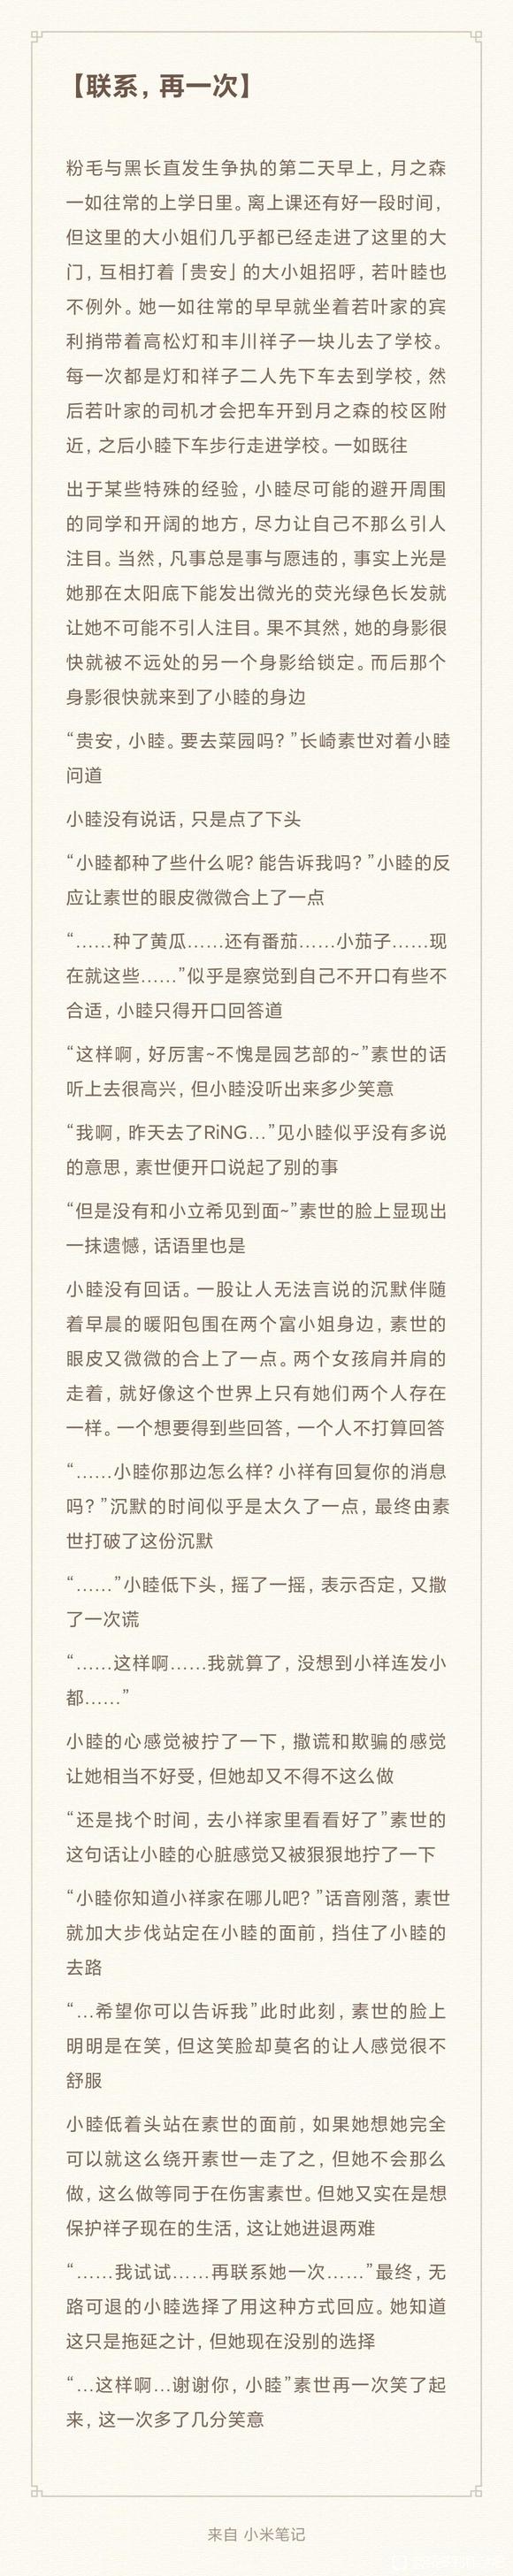 【联系，再一次】
粉毛与黑长直发生争执的第二天早上，月之森
一如往常的上学日里。离上课还有好一段时间，
但这里的大小姐们几乎都已经走进了这里的大
门，互相打着「贵安」的大小姐招呼，若叶睦也
不例外。她一如往常的早早就坐着若叶家的宾
利捎带着高松灯和丰川祥子一块儿去了学校。
每一次都是灯和祥子二人先下车去到学校，然
后若叶家的司机才会把车开到月之森的校区附
近，之后小睦下车步行走进学校。一如既往
出于某些特殊的经验，小睦尽可能的避开周围
的同学和开阔的地方，尽力让自己不那么引人
注目。当然，凡事总是事与愿违的，事实上光是
她那在太阳底下能发出微光的荧光绿色长发就
让她不可能不引人注目。果不其然，她的身影很
快就被不远处的另一个身影给锁定。而后那个
身影很快就来到了小睦的身边
“贵安，小睦。要去菜园吗？”长崎素世对着小睦
问道
小睦没有说话，只是点了下头
“小睦都种了些什么呢？能告诉我吗？”小睦的反
应让素世的眼皮微微合上了一点
“……种了黄瓜……还有番茄……小茄子……现
在就这些……”似乎是察觉到自己不开口有些不
合适，小睦只得开口回答道
“这样啊，好厉害~不愧是园艺部的~”素世的话
听上去很高兴，但小睦没听出来多少笑意
“我啊，昨天去了RiNG…”见小睦似乎没有多说
的意思，素世便开口说起了别的事
“但是没有和小立希见到面~”素世的脸上显现出
一抹遗憾，话语里也是
小睦没有回话。一股让人无法言说的沉默伴随
着早晨的暖阳包围在两个富小姐身边，素世的
眼皮又微微的合上了一点。两个女孩肩并肩的
走着，就好像这个世界上只有她们两个人存在
一样。一个想要得到些回答，一个人不打算回答
“……小睦你那边怎么样？小祥有回复你的消息
吗？”沉默的时间似乎是太久了一点，最终由素
世打破了这份沉默
“……”小睦低下头，摇了一摇，表示否定，又撒
了一次谎
“……这样啊……我就算了，没想到小祥连发小
都……”
小睦的心感觉被拧了一下，撒谎和欺骗的感觉
让她相当不好受，但她却又不得不这么做
“还是找个时间，去小祥家里看看好了”素世的
这句话让小睦的心脏感觉又被狠狠地拧了一下
“小睦你知道小祥家在哪儿吧？”话音刚落，素世
就加大步伐站定在小睦的面前，挡住了小睦的
去路
“…希望你可以告诉我”此时此刻，素世的脸上
明明是在笑，但这笑脸却莫名的让人感觉很不
舒服
小睦低着头站在素世的面前，如果她想她完全
可以就这么绕开素世一走了之，但她不会那么
做，这么做等同于在伤害素世。但她又实在是想
保护祥子现在的生活，这让她进退两难
“……我试试……再联系她一次……”最终，无
路可退的小睦选择了用这种方式回应。她知道
这只是拖延之计，但她现在没别的选择
“…这样啊…谢谢你，小睦”素世再一次笑了起
来，这一次多了几分笑意
来自 小米笔记